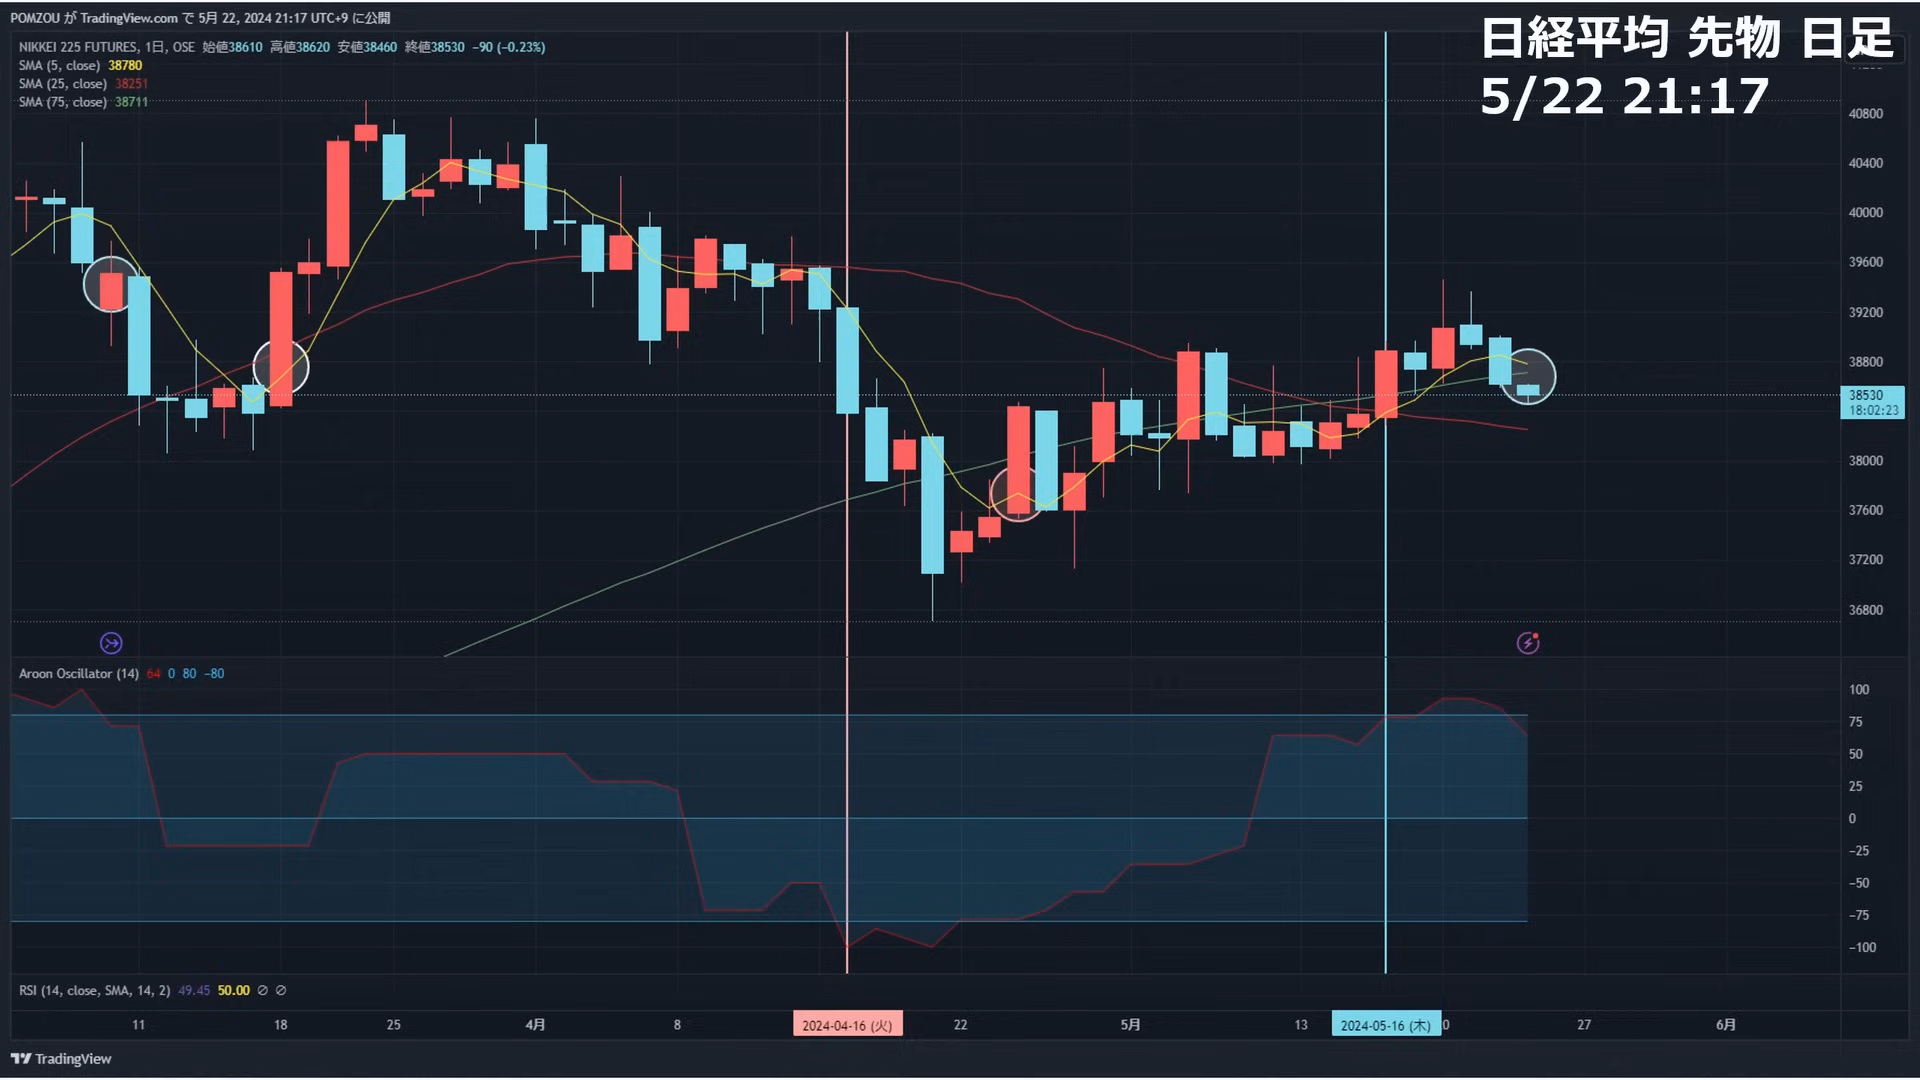 POMZOU が TradingView.com で 5月 22, 2024 21:17 UTC+9 に公開
日経平均 先物 日足
5/22 21:17
NIKKEI 225 FUTURES, 1日, OSE 始値38610 高値38620 安値38460 終値38530 −90 (−0.23%)
SMA (5, close) 38780
SMA (25, close) 38251
SMA (75, close) 38711
40800
40400
40000
39600
39200
38800
38530
18:02:23
38000
37600
37200
36800
Aroon Oscillator (14) 64 0 80 −80
100
75
50
25
0
−25
−50
−75
−100
RSI (14, close, SMA, 14, 2) 49.45 50.00 ∅ ∅
11 18 25 4月 8 2024-04-16 (火) 22 5月 13 2024-05-16 (木) 0 27 6月
TradingView